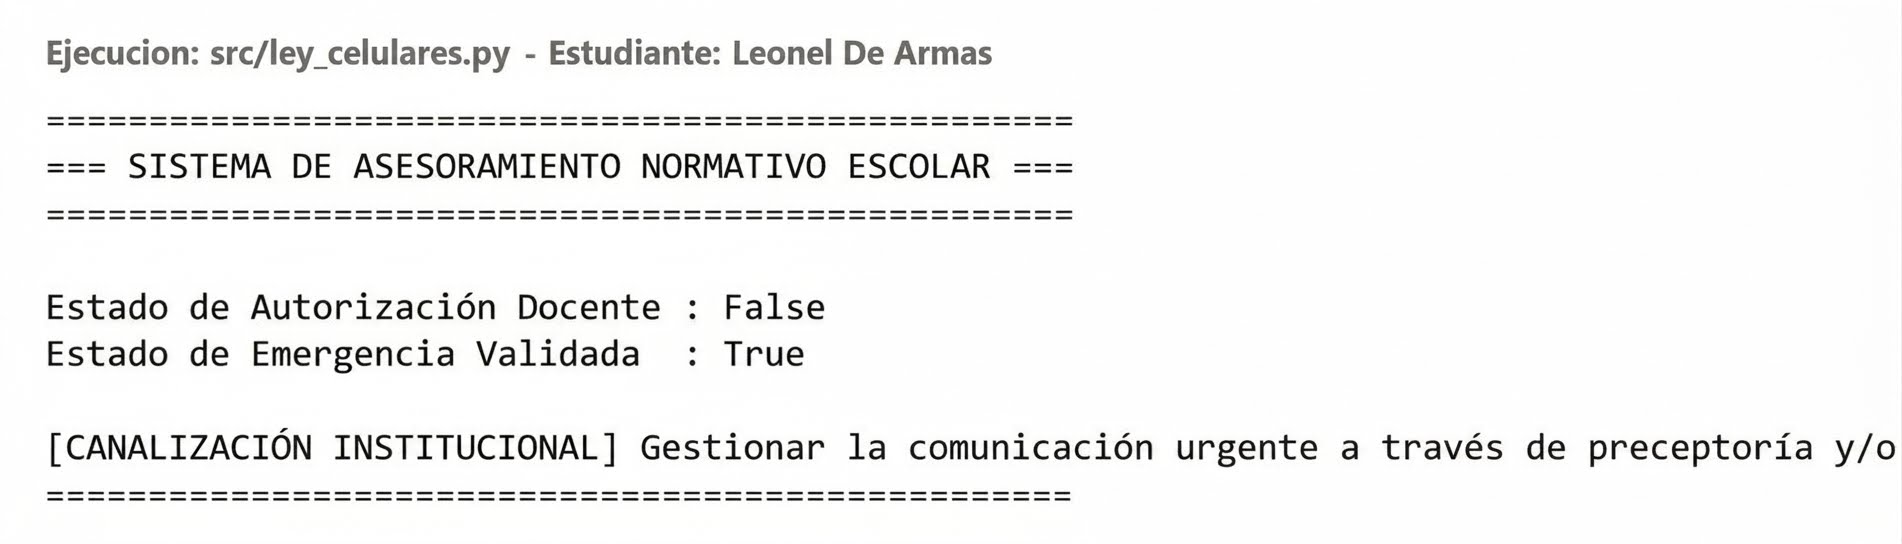 Ejecucion: src/ley_celulares.py - Estudiante: Leonel De Armas
==================================================
=== SISTEMA DE ASESORAMIENTO NORMATIVO ESCOLAR ===
==================================================
Estado de Autorización Docente : False
Estado de Emergencia Validada  : True
[CANALIZACIÓN INSTITUCIONAL] Gestionar la comunicación urgente a través de preceptoría y/o
==================================================